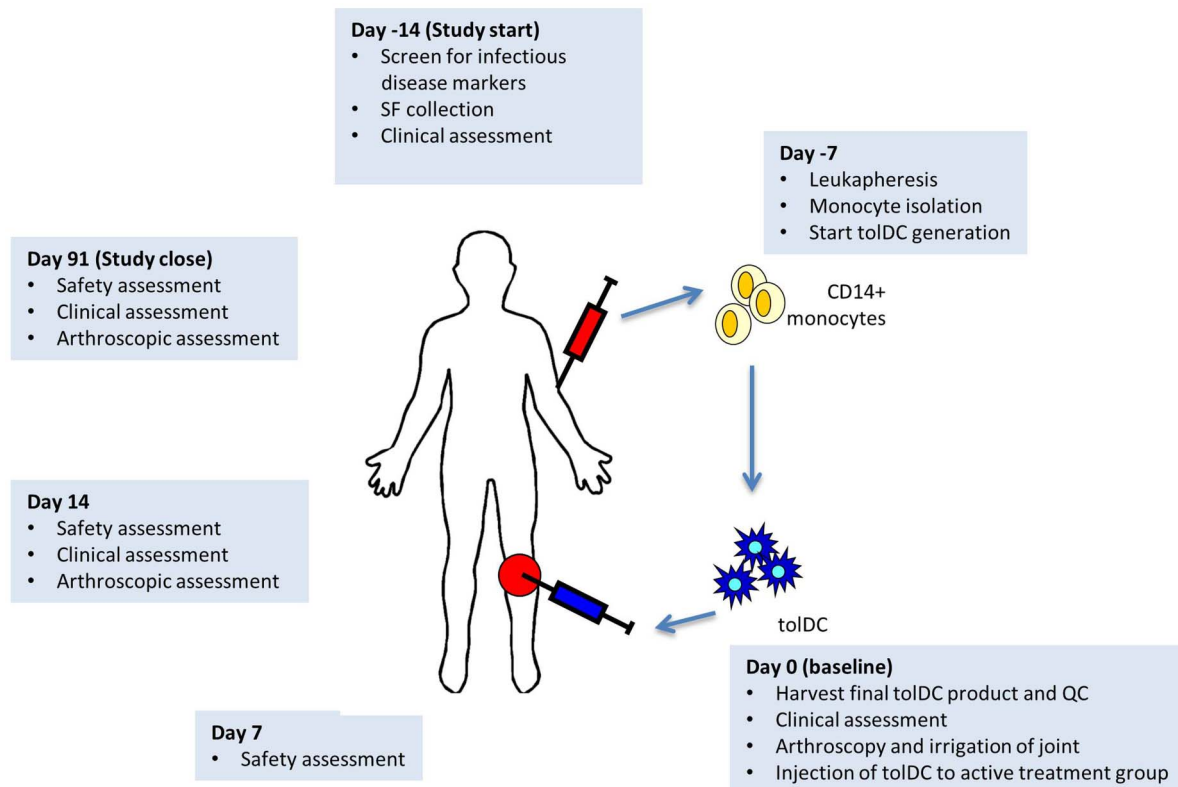 Day -14 (Study start)
• Screen for infectious
disease markers
• SF collection
• Clinical assessment
Day -7
• Leukapheresis
• Monocyte isolation
• Start tolDC generation
CD14+
monocytes
tolDC
Day 0 (baseline)
• Harvest final tolDC product and QC
• Clinical assessment
• Arthroscopy and irrigation of joint
• Injection of tolDC to active treatment group
Day 7
• Safety assessment
Day 14
• Safety assessment
• Clinical assessment
• Arthroscopic assessment
Day 91 (Study close)
• Safety assessment
• Clinical assessment
• Arthroscopic assessment